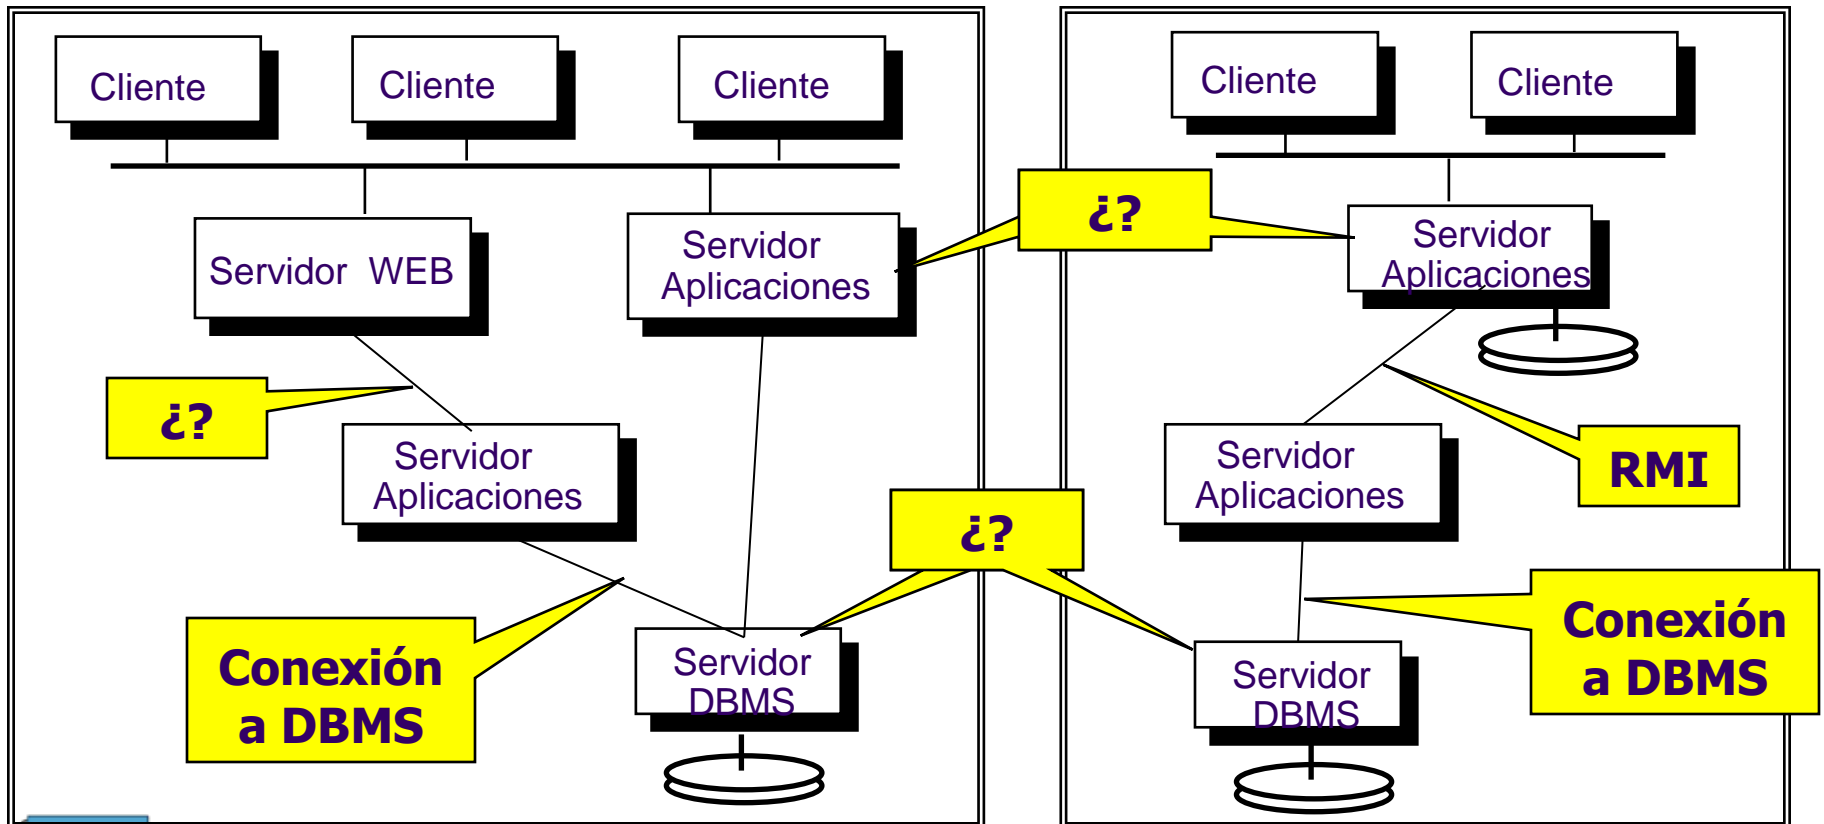 Cliente
Cliente
Cliente
Cliente
Cliente
¿?
Servidor WEB
Servidor
Aplicaciones
Servidor
Aplicaciones
¿?
Servidor
Aplicaciones
Servidor
Aplicaciones
RMI
¿?
Conexión
a DBMS
Servidor
DBMS
Servidor
DBMS
Conexión
a DBMS